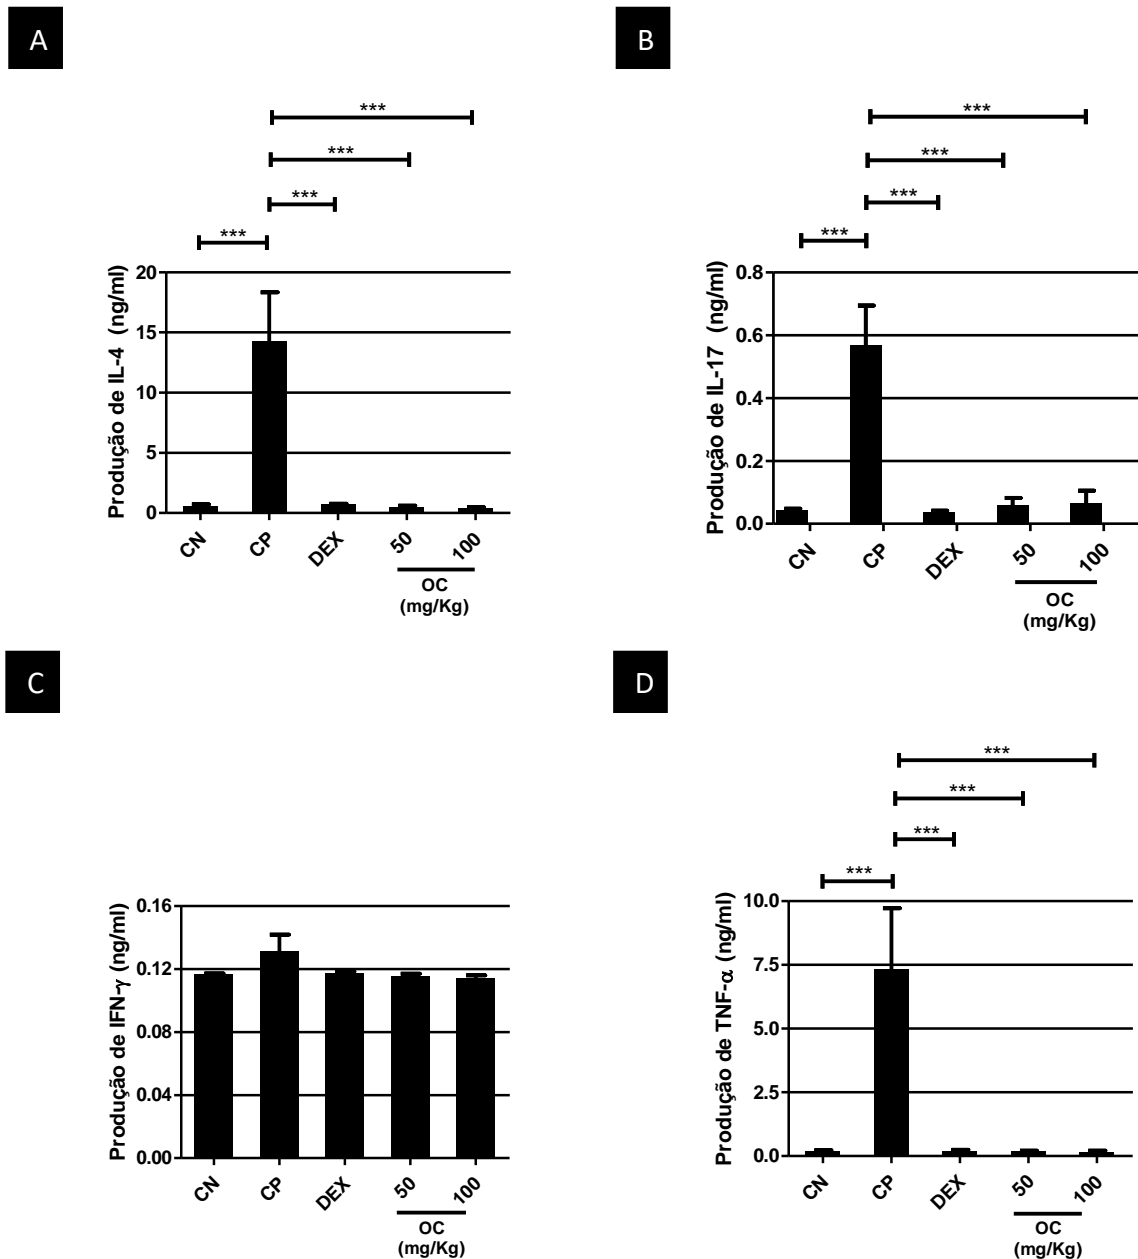 A
***
***
***
***
Produção de IL-4 (ng/ml)
20
15
10
5
0
CN
CP
DEX
50
100
OC
(mg/Kg)
B
***
***
***
***
Produção de IL-17 (ng/ml)
0.8
0.6
0.4
0.2
0.0
CN
CP
DEX
50
100
OC
(mg/Kg)
C
Produção de IFN-γ (ng/ml)
0.16
0.12
0.08
0.04
0.00
CN
CP
DEX
50
100
OC
(mg/Kg)
D
***
***
***
***
Produção de TNF-α (ng/ml)
10.0
7.5
5.0
2.5
0.0
CN
CP
DEX
50
100
OC
(mg/Kg)